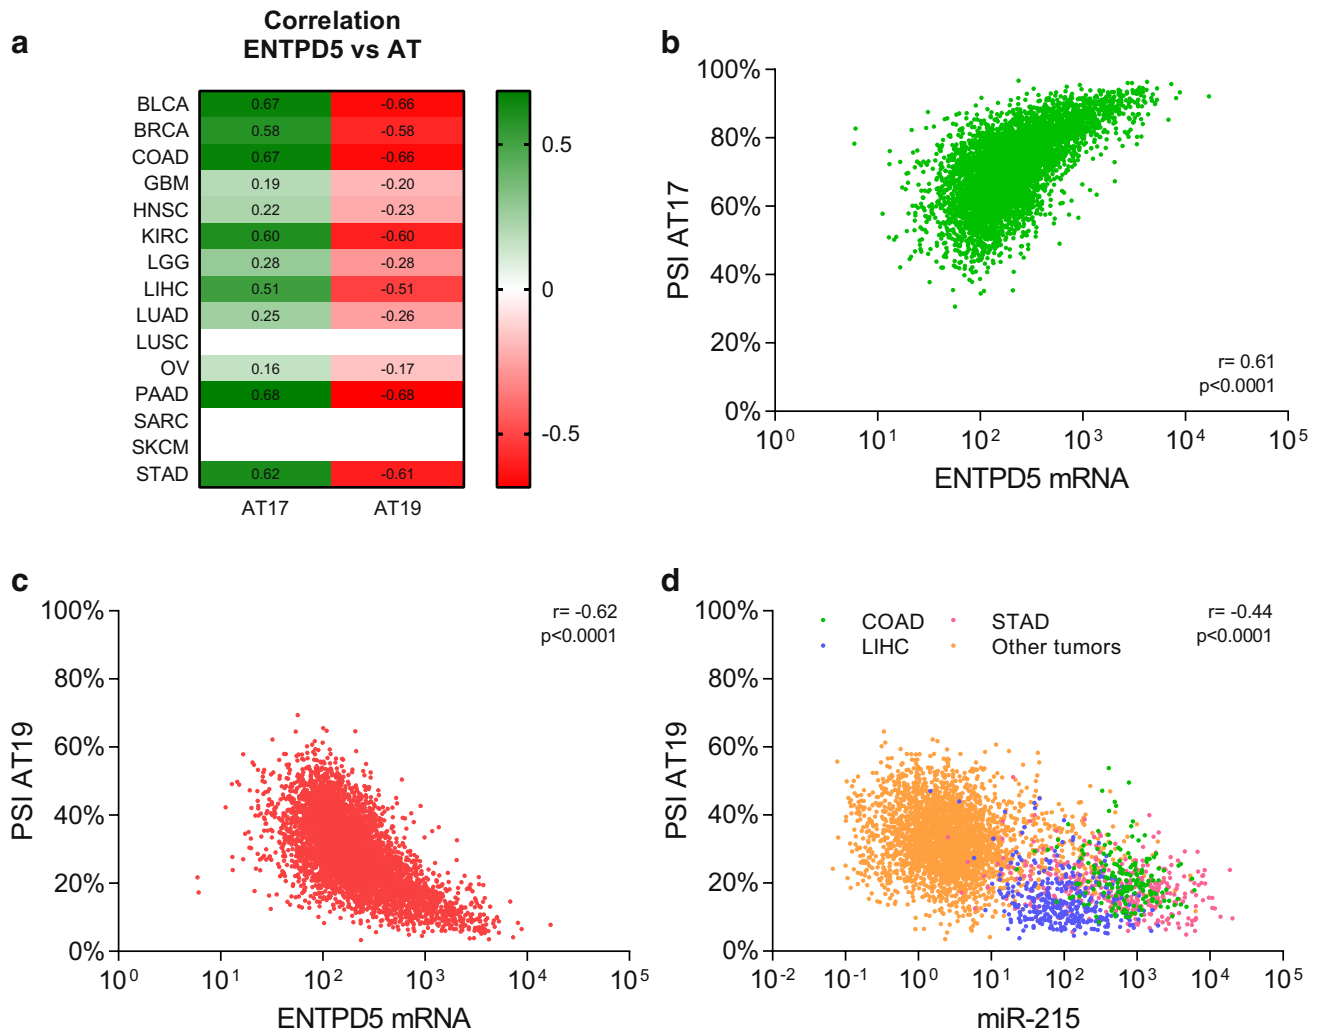 a
Correlation
ENTPD5 vs AT
BLCA 0.67 -0.66
BRCA 0.58 -0.58
COAD 0.67 -0.66
GBM 0.19 -0.20
HNSC 0.22 -0.23
KIRC 0.60 -0.60
LGG 0.28 -0.28
LIHC 0.51 -0.51
LUAD 0.25 -0.26
LUSC
OV 0.16 -0.17
PAAD 0.68 -0.68
SARC
SKCM
STAD 0.62 -0.61
AT17 AT19
0.5
0
-0.5
b
PSI AT17
100%
80%
60%
40%
20%
0%
r= 0.61
p<0.0001
10⁰ 10¹ 10² 10³ 10⁴ 10⁵
ENTPD5 mRNA
c
PSI AT19
100%
80%
60%
40%
20%
0%
r= -0.62
p<0.0001
10⁰ 10¹ 10² 10³ 10⁴ 10⁵
ENTPD5 mRNA
d
PSI AT19
100%
80%
60%
40%
20%
0%
COAD STAD
LIHC Other tumors
r= -0.44
p<0.0001
10⁻² 10⁻¹ 10⁰ 10¹ 10² 10³ 10⁴ 10⁵
miR-215